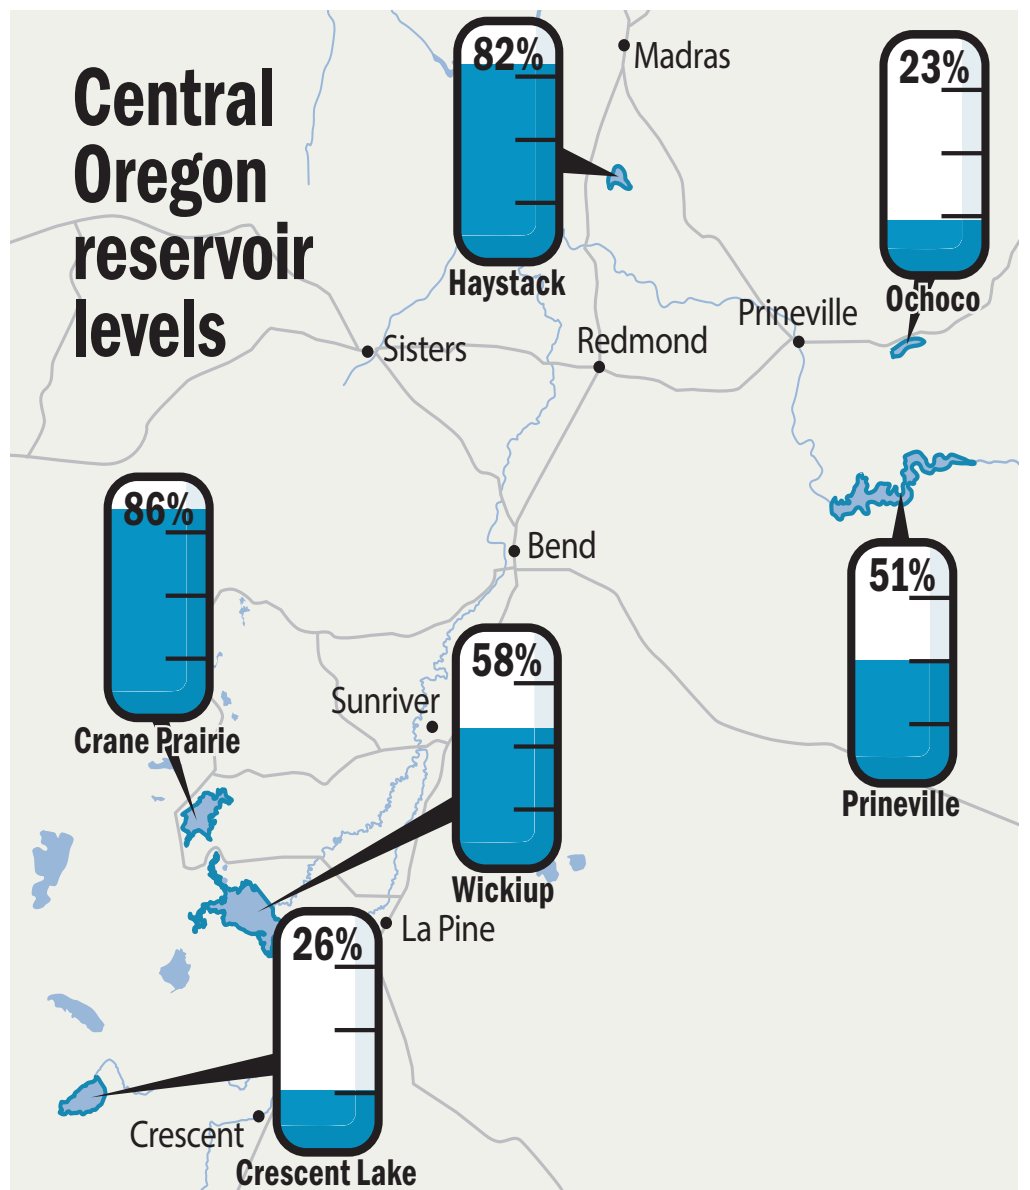 Central
Oregon
reservoir
levels
82%
Haystack
Madras
23%
Ochoco
Prineville
Redmond
Sisters
86%
Crane Prairie
Bend
51%
Prineville
58%
Wickiup
Sunriver
La Pine
26%
Crescent Lake
Crescent